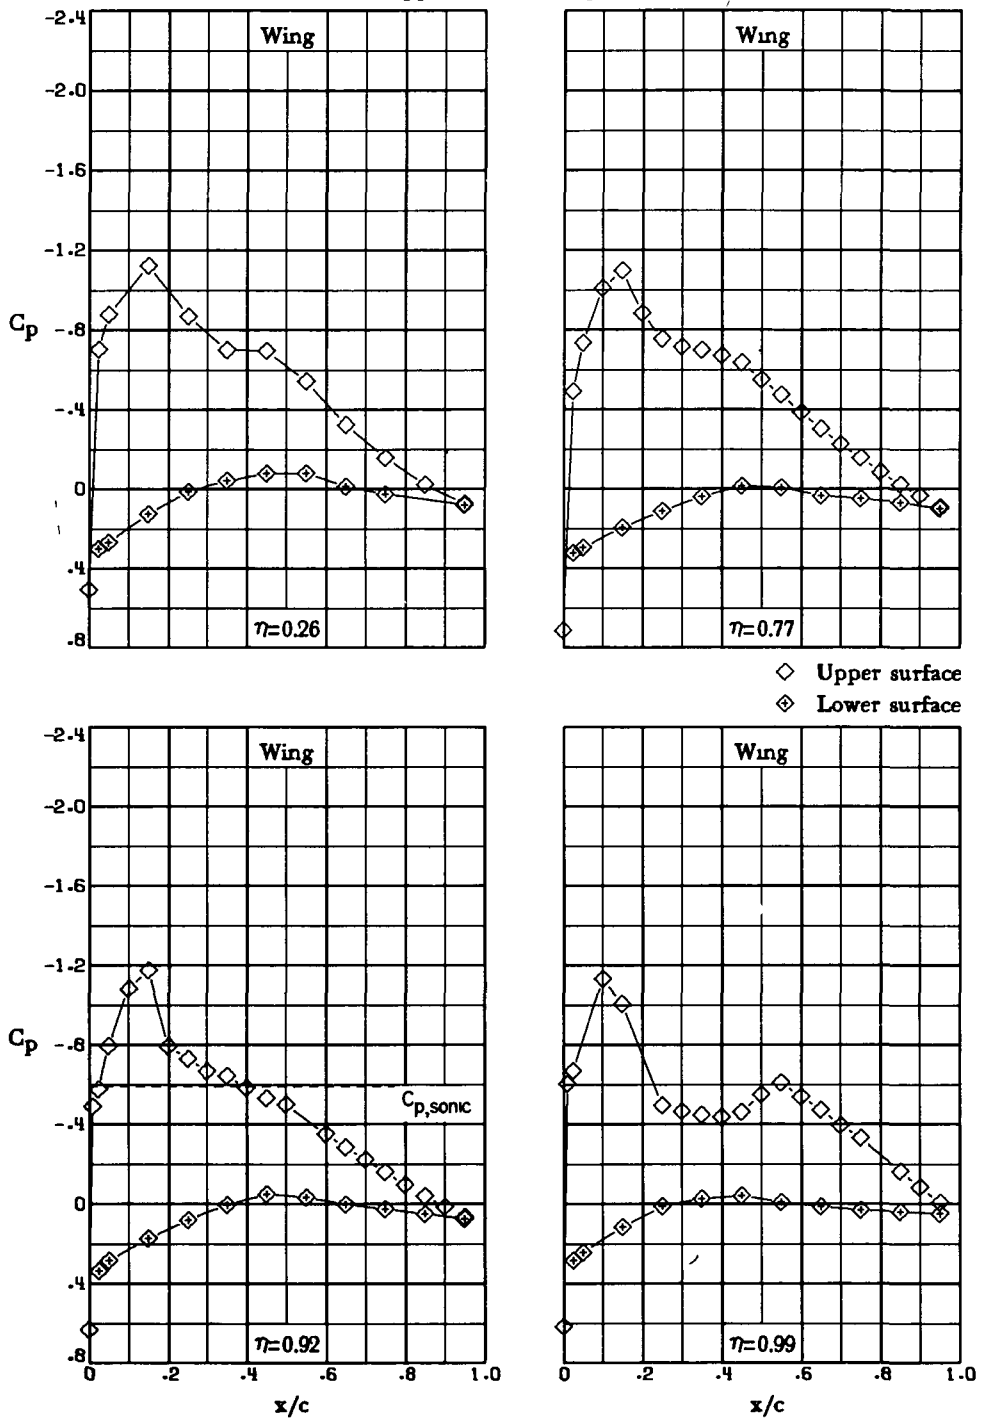 -2.4
Wing
Wing
-2.0
-1.6
-1.2
Cp
-.8
-.4
0
.4
.8
η=0.26
η=0.77
Upper surface
Lower surface
-2.4
Wing
Wing
-2.0
-1.6
-1.2
Cp
-.8
Cp,sonic
-.4
0
.4
.8
η=0.92
η=0.99
0 .2 .4 .6 .8 1.0
0 .2 .4 .6 .8 1.0
x/c
x/c